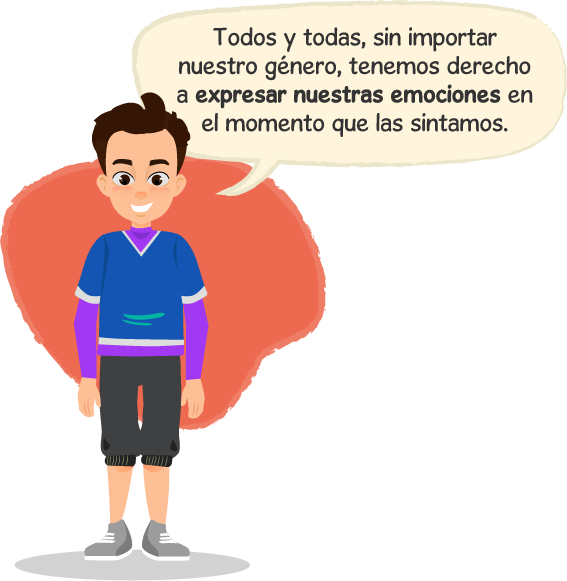 Todos y todas, sin importar
nuestro género, tenemos derecho
a expresar nuestras emociones en
el momento que las sintamos.